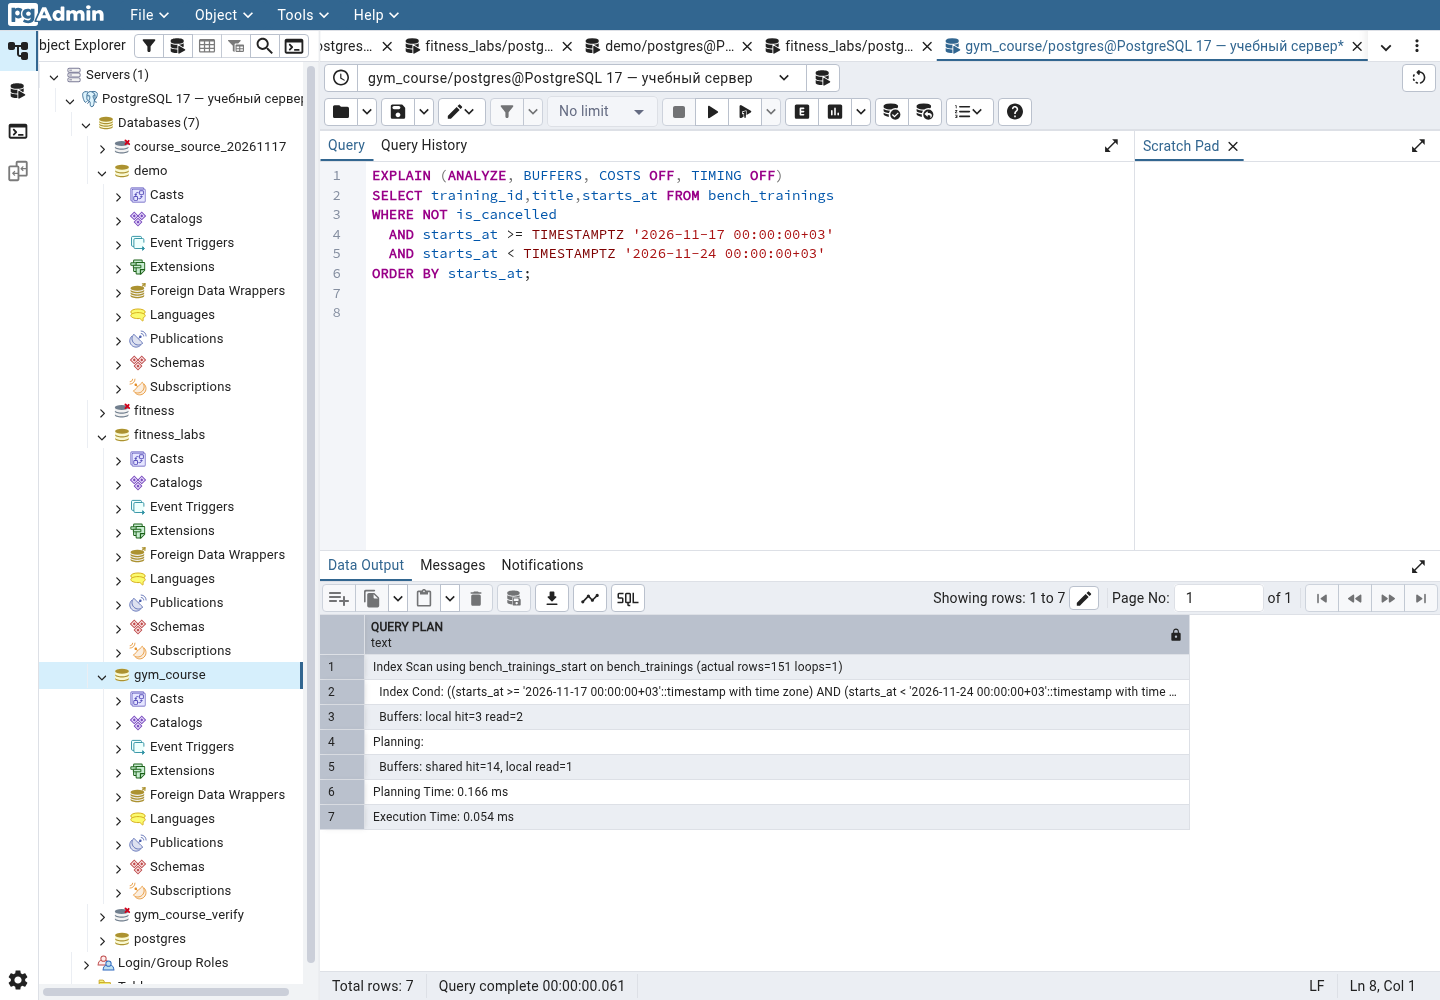 pgAdmin
File
Object
Tools
Help
bject Explorer
ostgres...
fitness_labs/postg...
demo/postgres@P...
fitness_labs/postg...
gym_course/postgres@PostgreSQL 17 — учебный сервер*
gym_course/postgres@PostgreSQL 17 — учебный сервер
No limit
E
Query
Query History
Scratch Pad
1 EXPLAIN (ANALYZE, BUFFERS, COSTS OFF, TIMING OFF)
2 SELECT training_id,title,starts_at FROM bench_trainings
3 WHERE NOT is_cancelled
4   AND starts_at >= TIMESTAMPTZ '2026-11-17 00:00:00+03'
5   AND starts_at < TIMESTAMPTZ '2026-11-24 00:00:00+03'
6 ORDER BY starts_at;
7
8
Servers (1)
PostgreSQL 17 — учебный сервер
Databases (7)
course_source_20261117
demo
Casts
Catalogs
Event Triggers
Extensions
Foreign Data Wrappers
Languages
Publications
Schemas
Subscriptions
fitness
fitness_labs
Casts
Catalogs
Event Triggers
Extensions
Foreign Data Wrappers
Languages
Publications
Schemas
Subscriptions
gym_course
Casts
Catalogs
Event Triggers
Extensions
Foreign Data Wrappers
Languages
Publications
Schemas
Subscriptions
gym_course_verify
postgres
Login/Group Roles
Data Output
Messages
Notifications
SQL
Showing rows: 1 to 7
Page No: 1 of 1
QUERY PLAN
text
1 Index Scan using bench_trainings_start on bench_trainings (actual rows=151 loops=1)
2 Index Cond: ((starts_at >= '2026-11-17 00:00:00+03'::timestamp with time zone) AND (starts_at < '2026-11-24 00:00:00+03'::timestamp with time ...
3 Buffers: local hit=3 read=2
4 Planning:
5 Buffers: shared hit=14, local read=1
6 Planning Time: 0.166 ms
7 Execution Time: 0.054 ms
Total rows: 7
Query complete 00:00:00.061
LF
Ln 8, Col 1